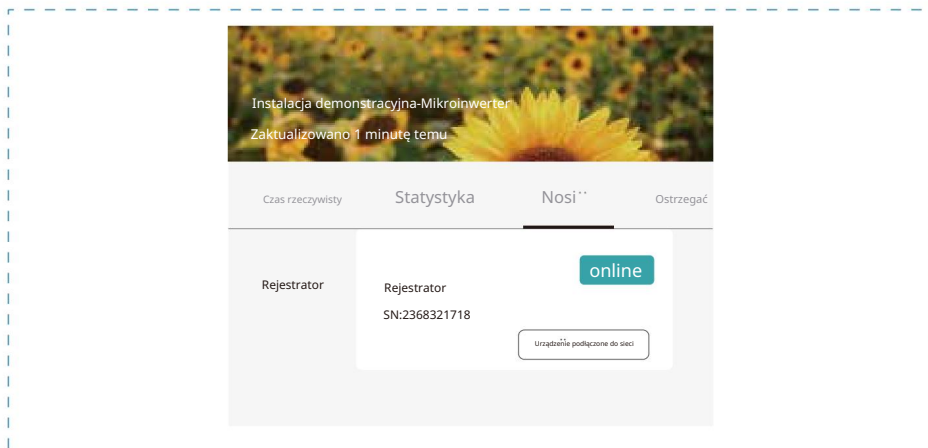 Instalacja demonstracyjna-Mikroinwerter
Zaktualizowano 1 minutę temu
Czas rzeczywisty Statystyka Nosi¨ Ostrzegać
Rejestrator
online
Rejestrator
SN:2368321718
Urządzenie podłączone do sieci